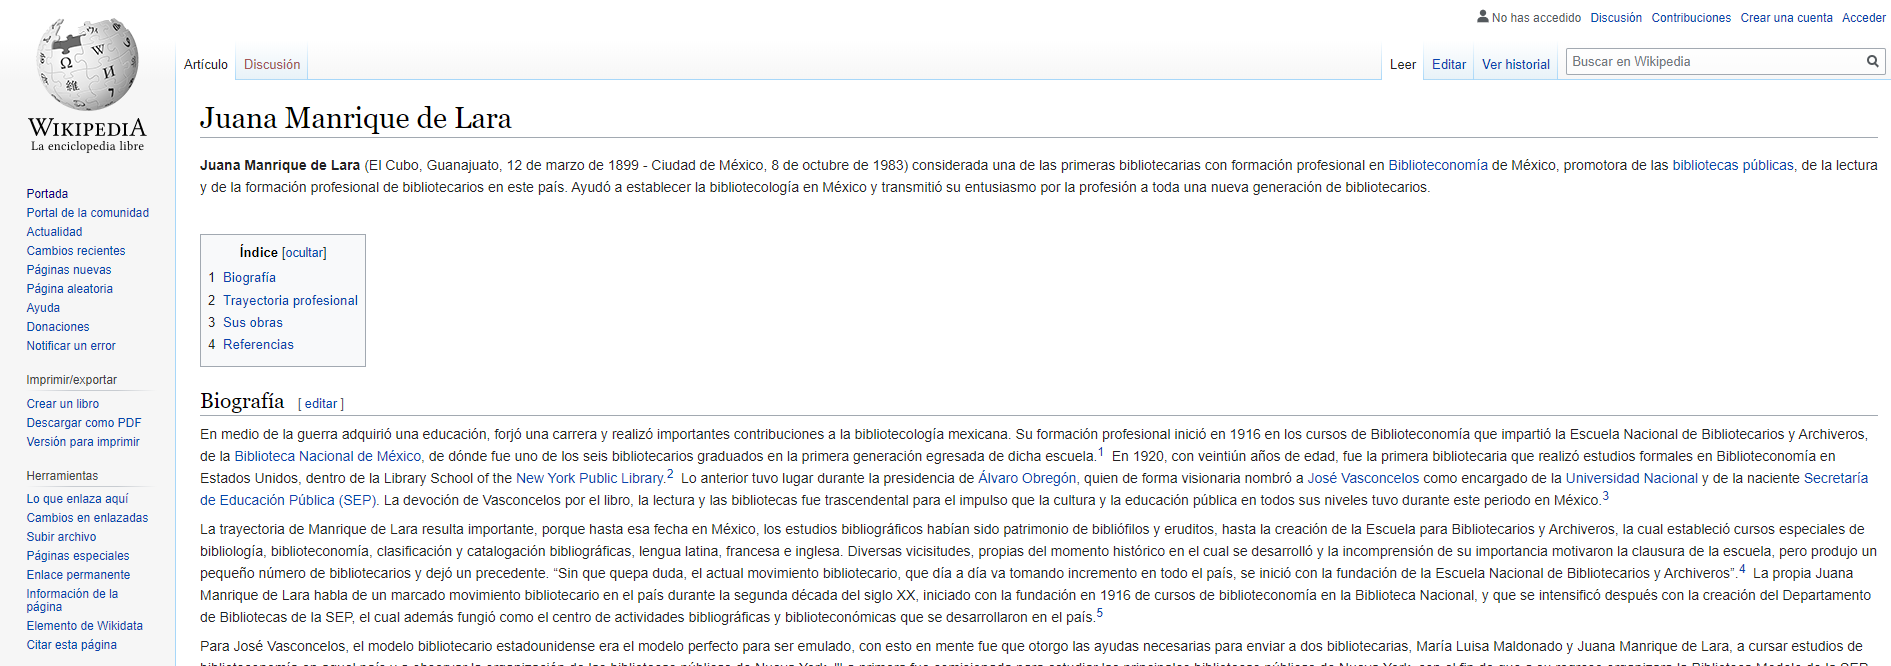 No has accedido Discusión Contribuciones Crear una cuenta Acceder
Artículo Discusión Leer Editar Ver historial Buscar en Wikipedia
WIKIPEDIA
La enciclopedia libre
Portada
Portal de la comunidad
Actualidad
Cambios recientes
Páginas nuevas
Página aleatoria
Ayuda
Donaciones
Notificar un error
Imprimir/exportar
Crear un libro
Descargar como PDF
Versión para imprimir
Herramientas
Lo que enlaza aquí
Cambios en enlazadas
Subir archivo
Páginas especiales
Enlace permanente
Información de la
página
Elemento de Wikidata
Citar esta página
Juana Manrique de Lara
Juana Manrique de Lara (El Cubo, Guanajuato, 12 de marzo de 1899 - Ciudad de México, 8 de octubre de 1983) considerada una de las primeras bibliotecarias con formación profesional en Biblioteconomía de México, promotora de las bibliotecas públicas, de la lectura
y de la formación profesional de bibliotecarios en este país. Ayudó a establecer la bibliotecología en México y transmitió su entusiasmo por la profesión a toda una nueva generación de bibliotecarios.
Índice [ocultar]
1 Biografía
2 Trayectoria profesional
3 Sus obras
4 Referencias
Biografía [ editar ]
En medio de la guerra adquirió una educación, forjó una carrera y realizó importantes contribuciones a la bibliotecología mexicana. Su formación profesional inició en 1916 en los cursos de Biblioteconomía que impartió la Escuela Nacional de Bibliotecarios y Archiveros,
de la Biblioteca Nacional de México, de dónde fue uno de los seis bibliotecarios graduados en la primera generación egresada de dicha escuela.1 En 1920, con veintiún años de edad, fue la primera bibliotecaria que realizó estudios formales en Biblioteconomía en
Estados Unidos, dentro de la Library School of the New York Public Library.2 Lo anterior tuvo lugar durante la presidencia de Álvaro Obregón, quien de forma visionaria nombró a José Vasconcelos como encargado de la Universidad Nacional y de la naciente Secretaría
de Educación Pública (SEP). La devoción de Vasconcelos por el libro, la lectura y las bibliotecas fue trascendental para el impulso que la cultura y la educación pública en todos sus niveles tuvo durante este periodo en México.3
La trayectoria de Manrique de Lara resulta importante, porque hasta esa fecha en México, los estudios bibliográficos habían sido patrimonio de bibliófilos y eruditos, hasta la creación de la Escuela para Bibliotecarios y Archiveros, la cual estableció cursos especiales de
bibliología, biblioteconomía, clasificación y catalogación bibliográficas, lengua latina, francesa e inglesa. Diversas vicisitudes, propias del momento histórico en el cual se desarrolló y la incomprensión de su importancia motivaron la clausura de la escuela, pero produjo un
pequeño número de bibliotecarios y dejó un precedente. “Sin que quepa duda, el actual movimiento bibliotecario, que día a día va tomando incremento en todo el país, se inició con la fundación de la Escuela Nacional de Bibliotecarios y Archiveros”.4 La propia Juana
Manrique de Lara habla de un marcado movimiento bibliotecario en el país durante la segunda década del siglo XX, iniciado con la fundación en 1916 de cursos de biblioteconomía en la Biblioteca Nacional, y que se intensificó después con la creación del Departamento
de Bibliotecas de la SEP, el cual además fungió como el centro de actividades bibliográficas y biblioteconómicas que se desarrollaron en el país.5
Para José Vasconcelos, el modelo bibliotecario estadounidense era el modelo perfecto para ser emulado, con esto en mente fue que otorgo las ayudas necesarias para enviar a dos bibliotecarias, María Luisa Maldonado y Juana Manrique de Lara, a cursar estudios de